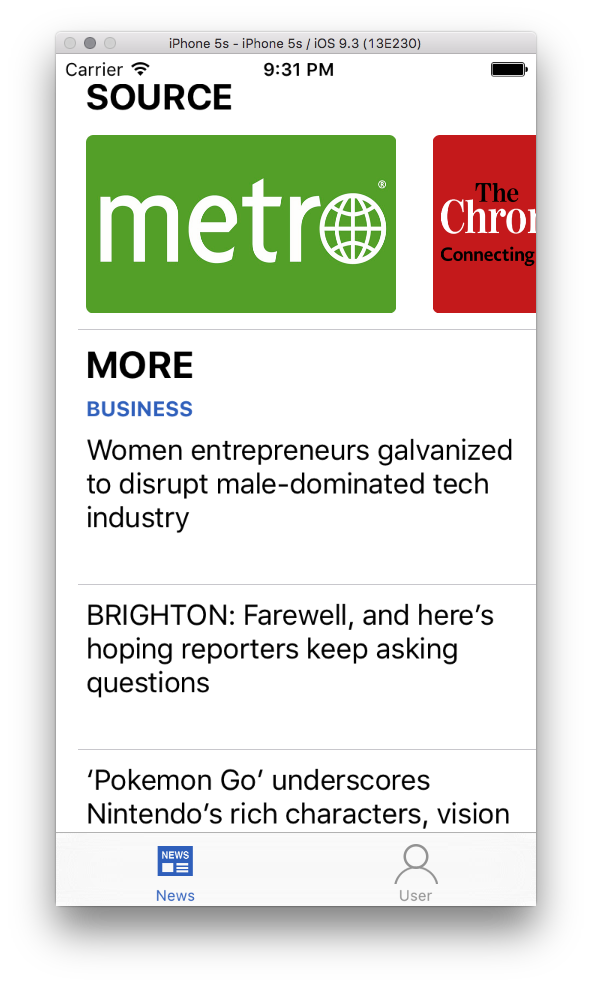 iPhone 5s - iPhone 5s / iOS 9.3 (13E230)
Carrier 9:31 PM
SOURCE
metro®
The
Chron
Connecting
MORE
BUSINESS
Women entrepreneurs galvanized
to disrupt male-dominated tech
industry
BRIGHTON: Farewell, and here’s
hoping reporters keep asking
questions
‘Pokemon Go’ underscores
Nintendo’s rich characters, vision
NEWS
News User